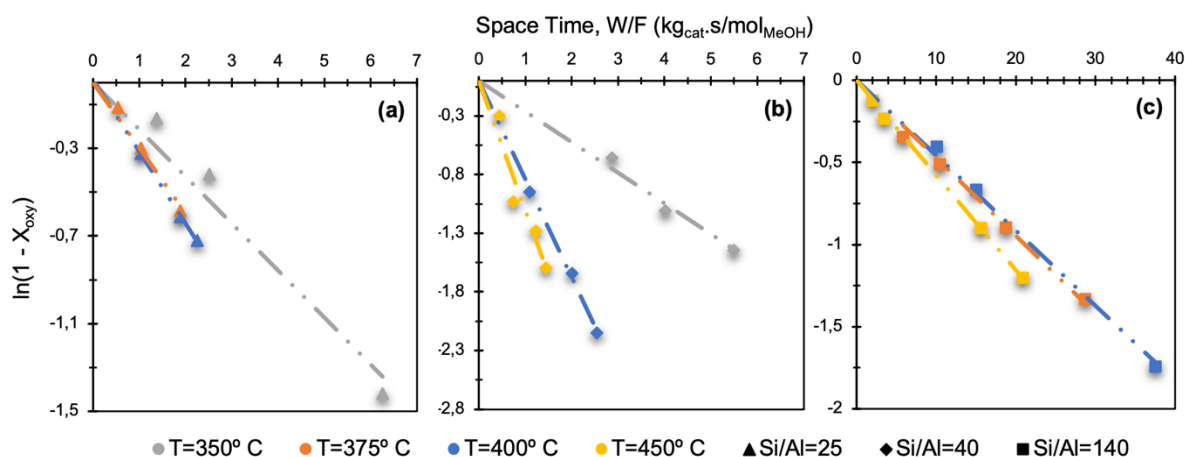 Space Time, W/F (kgcat.s/molMeOH)
0 1 2 3 4 5 6 7
0 1 2 3 4 5 6 7
0 10 20 30 40
(a)
(b)
(c)
ln(1 - Xoxy)
-0,3
-0,7
-1,1
-1,5
-0.3
-0.8
-1.3
-1.8
-2.3
-2.8
0
-0,5
-1
-1,5
-2
T=350º C T=375º C T=400º C T=450º C Si/Al=25 Si/Al=40 Si/Al=140